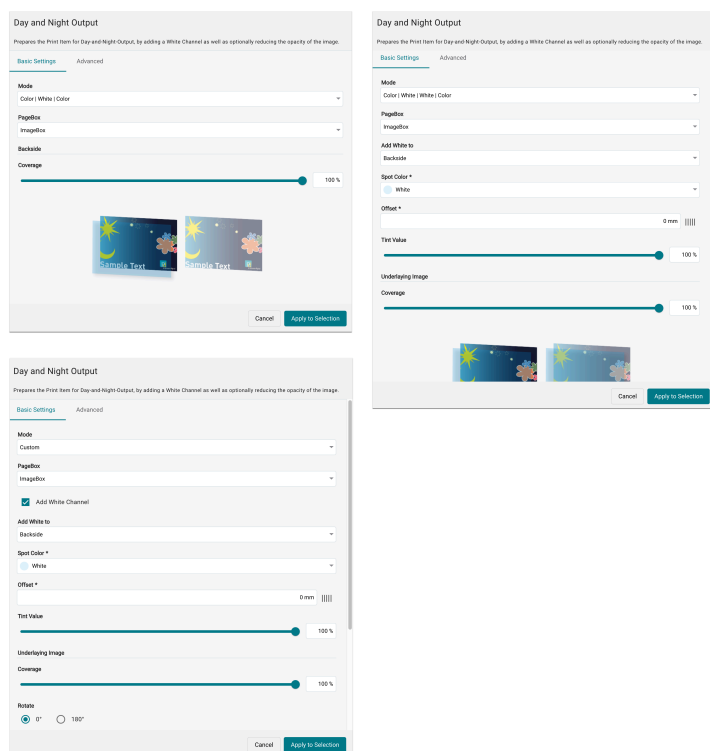 Day and Night Output
Prepares the Print Item for Day-and-Night-Output, by adding a White Channel as well as optionally reducing the opacity of the image.
Basic Settings Advanced
Mode
Color | White | Color
PageBox
ImageBox
Backside
Coverage
100 %
Sample Text Sample Text
Cancel Apply to Selection
Day and Night Output
Prepares the Print Item for Day-and-Night-Output, by adding a White Channel as well as optionally reducing the opacity of the image.
Basic Settings Advanced
Mode
Color | White | White | Color
PageBox
ImageBox
Add White to
Backside
Spot Color *
White
Offset *
0 mm
Tint Value
100 %
Underlaying Image
Coverage
100 %
Cancel Apply to Selection
Day and Night Output
Prepares the Print Item for Day-and-Night-Output, by adding a White Channel as well as optionally reducing the opacity of the image.
Basic Settings Advanced
Mode
Custom
PageBox
ImageBox
Add White Channel
Add White to
Backside
Spot Color *
White
Offset *
0 mm
Tint Value
100 %
Underlaying Image
Coverage
100 %
Rotate
0° 180°
Cancel Apply to Selection